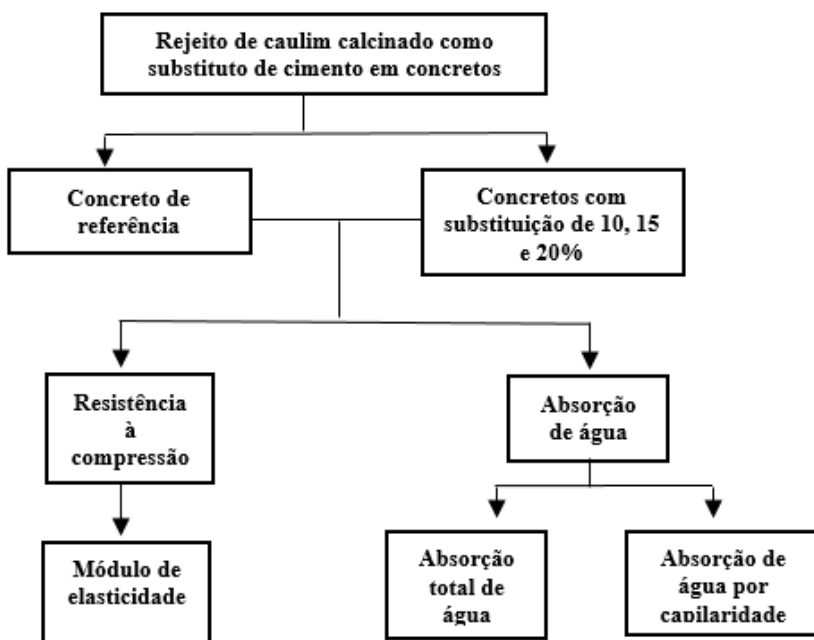 Rejeito de caulim calcinado como
substituto de cimento em concretos
Concreto de
referência
Concretos com
substituição de 10, 15
e 20%
Resistência
à
compressão
Absorção
de água
Módulo de
elasticidade
Absorção
total de
água
Absorção de
água por
capilaridade